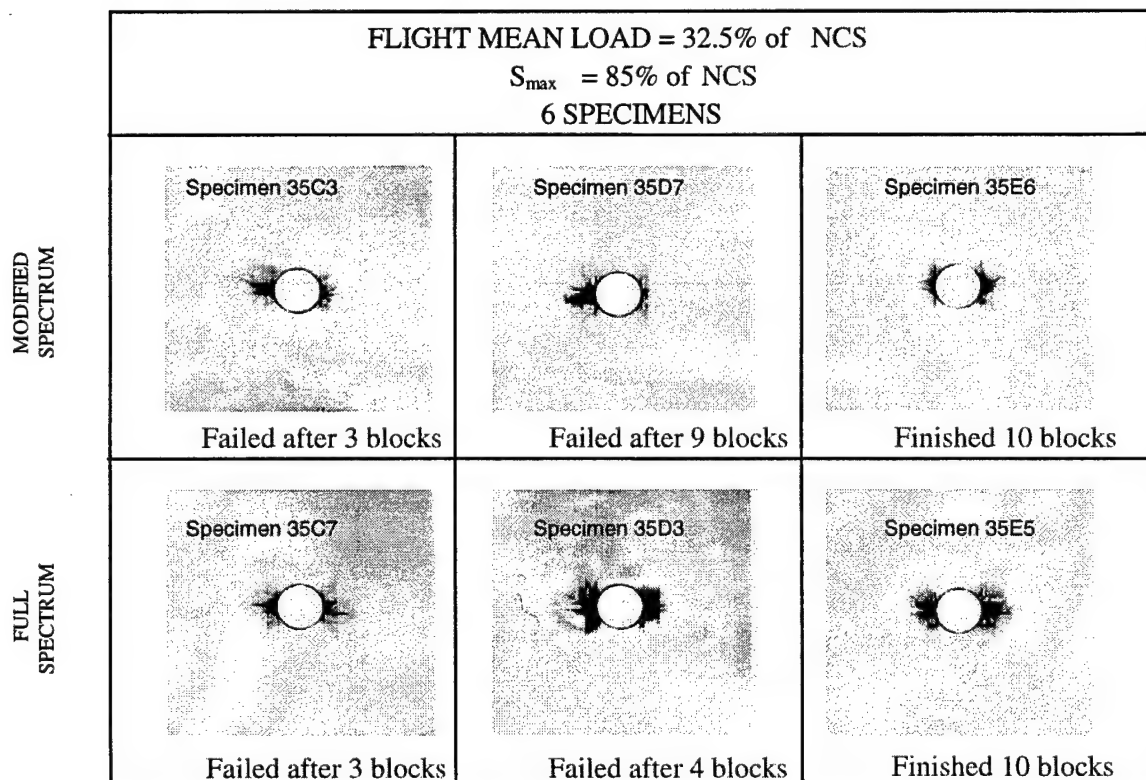 FLIGHT MEAN LOAD = 32.5% of NCS
Smax = 85% of NCS
6 SPECIMENS
MODIFIED
SPECTRUM
Specimen 35C3
Failed after 3 blocks
Specimen 35D7
Failed after 9 blocks
Specimen 35E6
Finished 10 blocks
FULL
SPECTRUM
Specimen 35C7
Failed after 3 blocks
Specimen 35D3
Failed after 4 blocks
Specimen 35E5
Finished 10 blocks